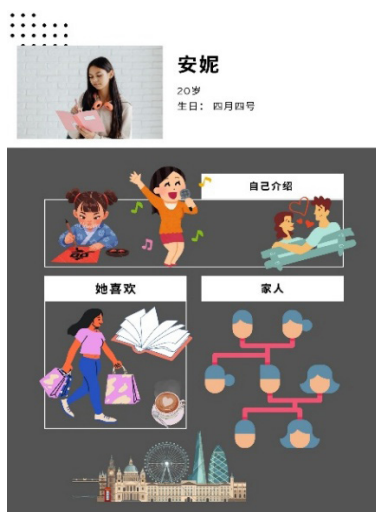 安妮
20岁
生日： 四月四号
自己介绍
她喜欢
家人